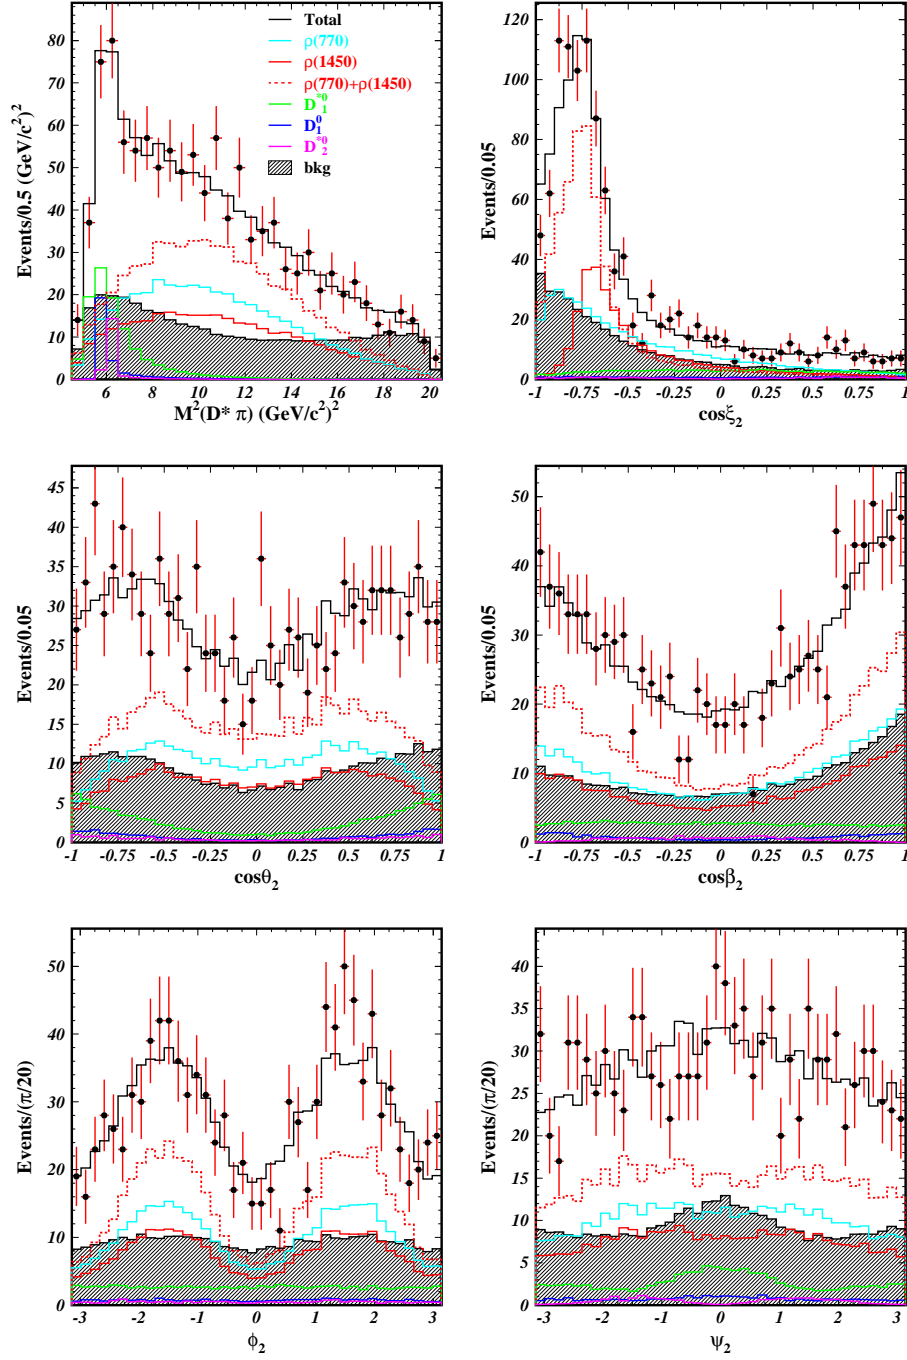 Events/0.5 (GeV/c²)²
80
70
60
50
40
30
20
10
0
6 8 10 12 14 16 18 20
M²(D* π) (GeV/c²)²
Total
ρ(770)
ρ(1450)
ρ(770)+ρ(1450)
D*⁰₁
D⁰₁
D*⁰₂
bkg
Events/0.05
120
100
80
60
40
20
0
-1 -0.75 -0.5 -0.25 0 0.25 0.5 0.75 1
cosξ₂
Events/0.05
45
40
35
30
25
20
15
10
5
0
-1 -0.75 -0.5 -0.25 0 0.25 0.5 0.75 1
cosθ₂
Events/0.05
50
40
30
20
10
0
-1 -0.75 -0.5 -0.25 0 0.25 0.5 0.75 1
cosβ₂
Events/(π/20)
50
40
30
20
10
0
-3 -2 -1 0 1 2 3
ϕ₂
Events/(π/20)
40
35
30
25
20
15
10
5
0
-3 -2 -1 0 1 2 3
ψ₂